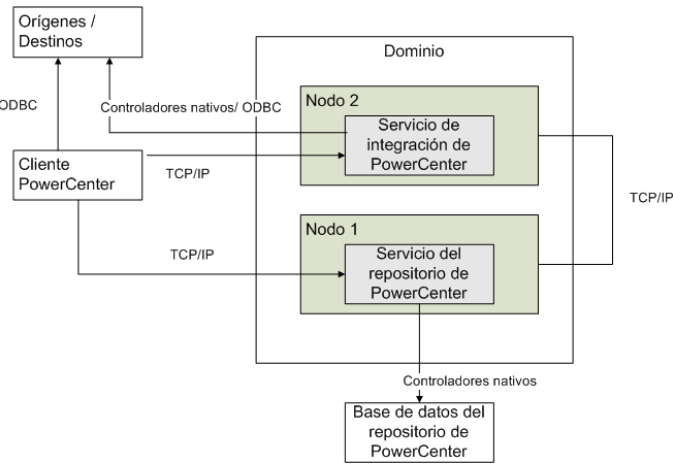 Orígenes /
Destinos
Dominio
ODBC
Controladores nativos/ ODBC
Nodo 2
Servicio de
integración de
PowerCenter
Cliente
PowerCenter
TCP/IP
TCP/IP
Nodo 1
TCP/IP
Servicio del
repositorio de
PowerCenter
Controladores nativos
Base de datos del
repositorio de
PowerCenter